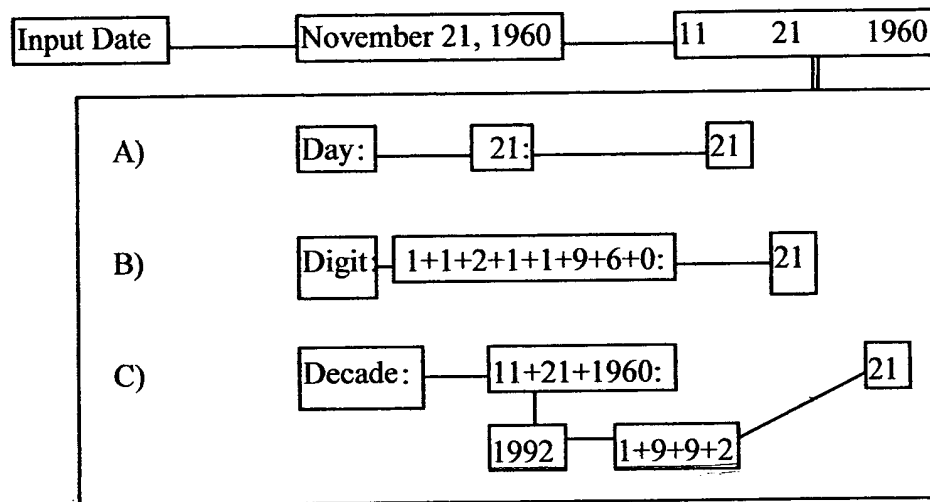 Input Date November 21, 1960 11 21 1960
A) Day: 21: 21
B) Digit: 1+1+2+1+1+9+6+0: 21
C) Decade: 11+21+1960: 21
1992 1+9+9+2